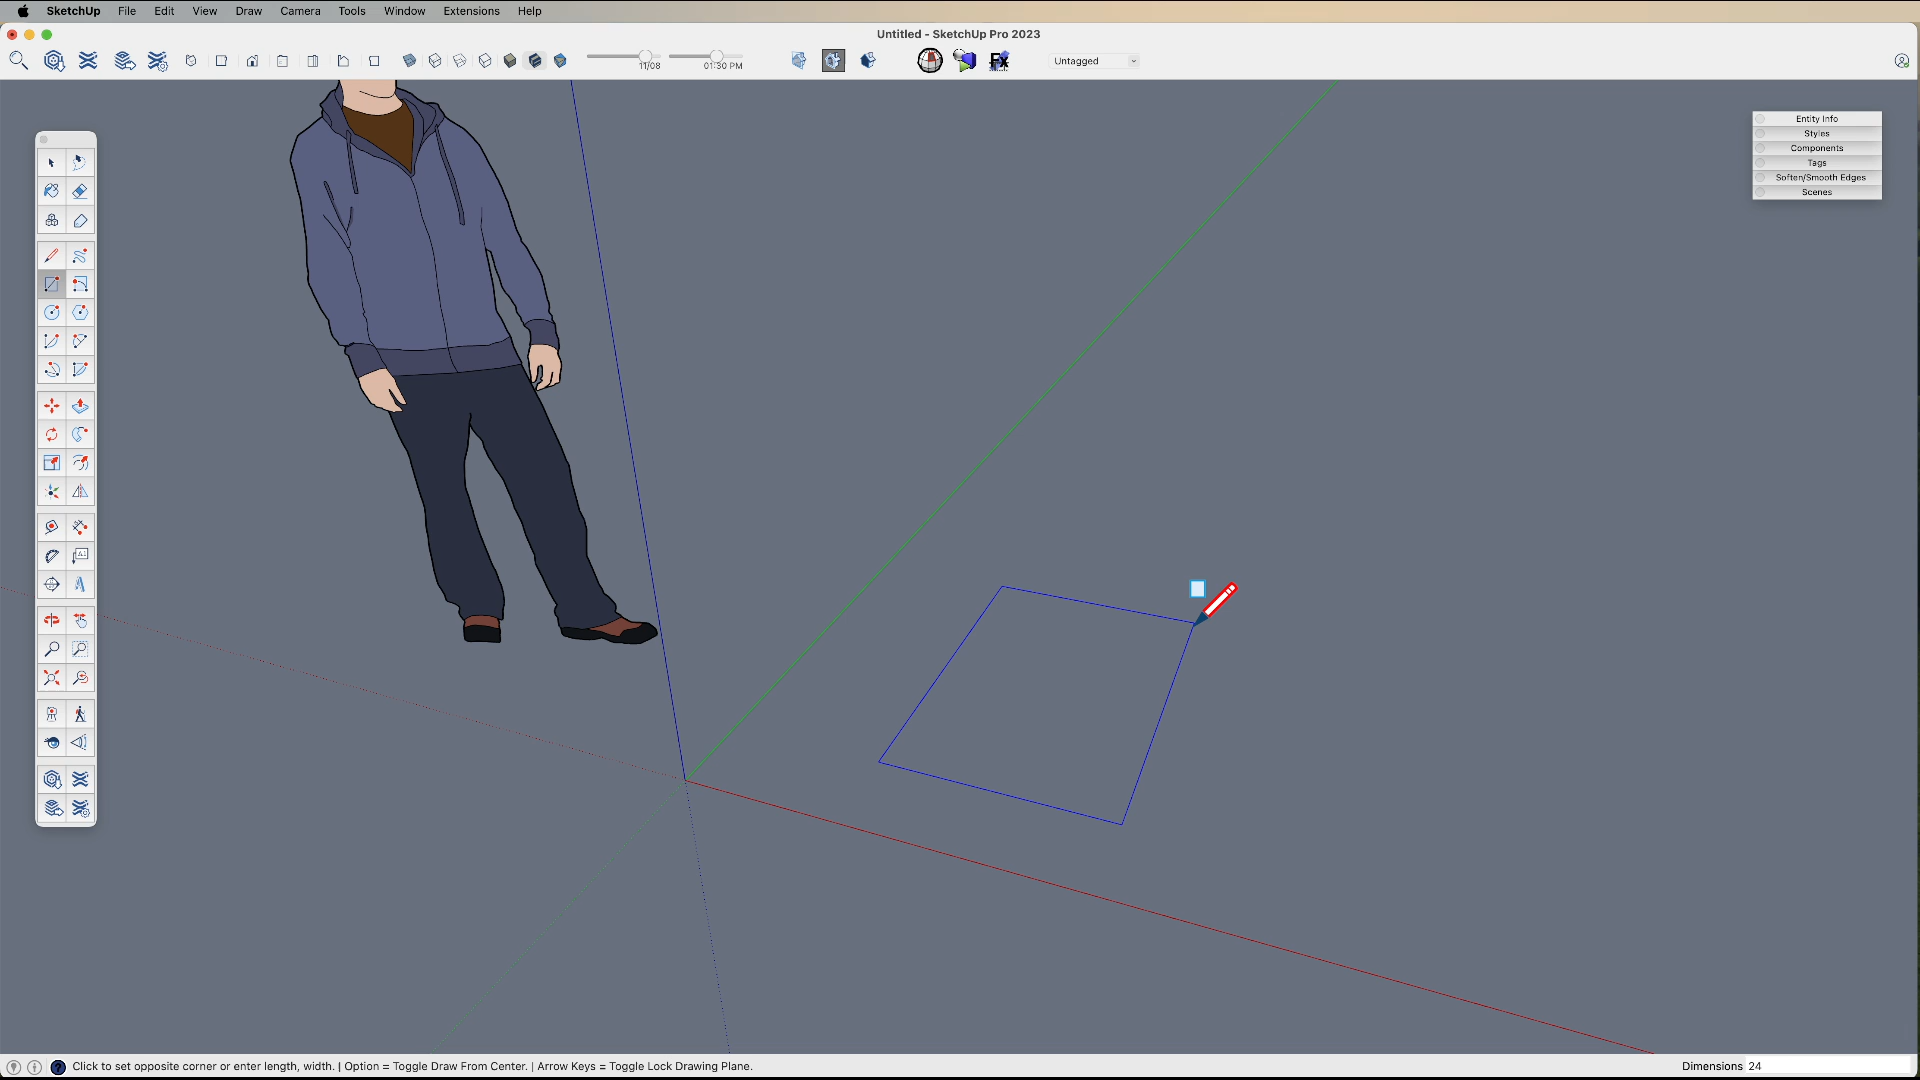 SketchUp File Edit View Draw Camera Tools Window Extensions Help
Untitled - SketchUp Pro 2023
11/08
01:30 PM
Untagged
Entity Info
Styles
Components
Tags
Soften/Smooth Edges
Scenes
Click to set opposite corner or enter length, width. | Option = Toggle Draw From Center. | Arrow Keys = Toggle Lock Drawing Plane.
Dimensions 24